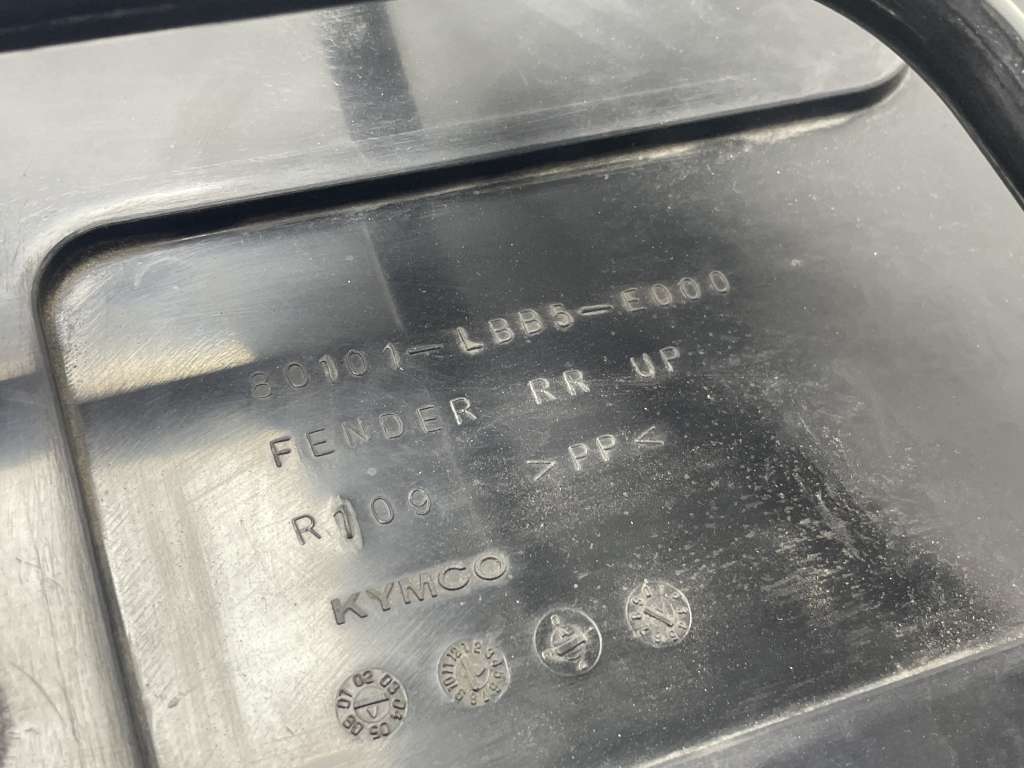 80101-LBB5-E000
FENDER RR UP
R109 >PP<
KYMCO